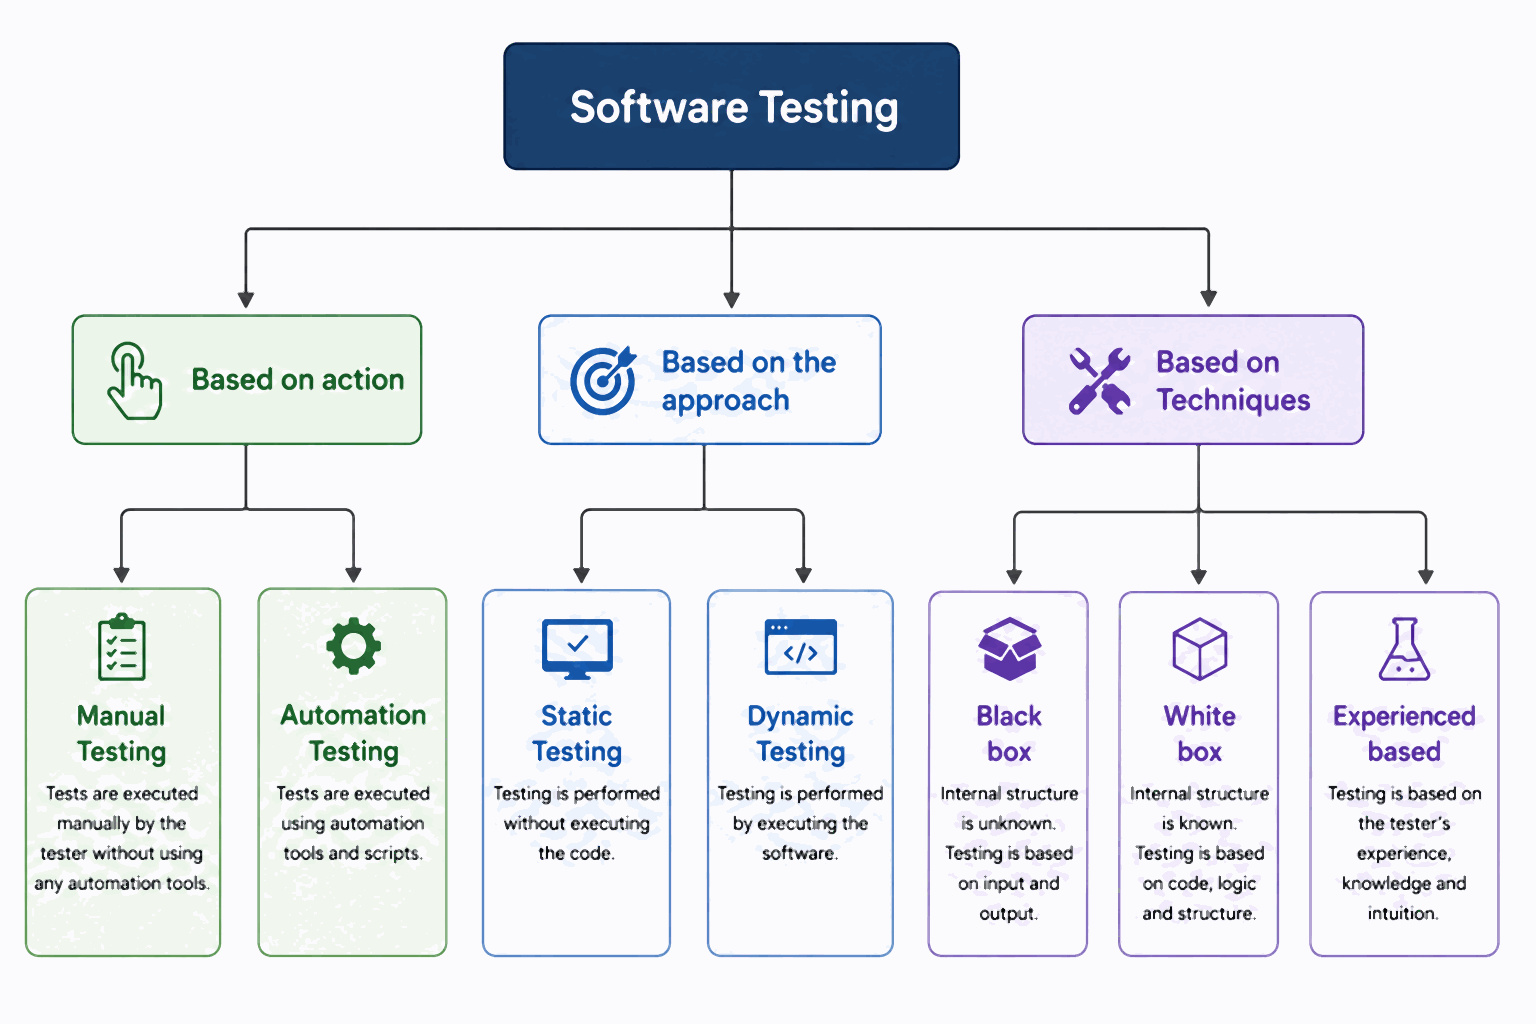 Software Testing
Based on action
Based on the
approach
Based on
Techniques
Manual
Testing
Tests are executed
manually by the
tester without using
any automation tools.
Automation
Testing
Tests are executed
using automation
tools and scripts.
Static
Testing
Testing is performed
without executing
the code.
Dynamic
Testing
Testing is performed
by executing the
software.
Black
box
Internal structure
is unknown.
Testing is based
on input and
output.
White
box
Internal structure
is known.
Testing is based
on code, logic
and structure.
Experienced
based
Testing is based on
the tester's
experience,
knowledge and
intuition.